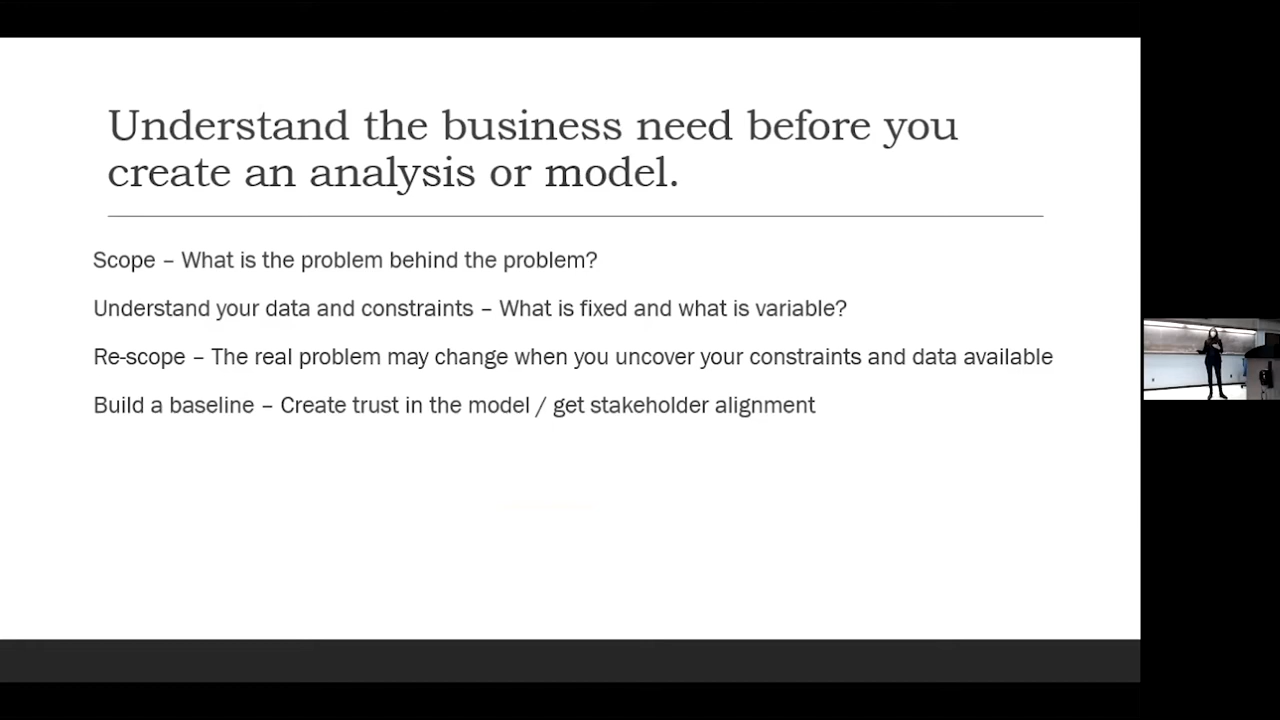 Understand the business need before you
create an analysis or model.
Scope – What is the problem behind the problem?
Understand your data and constraints – What is fixed and what is variable?
Re-scope – The real problem may change when you uncover your constraints and data available
Build a baseline – Create trust in the model / get stakeholder alignment